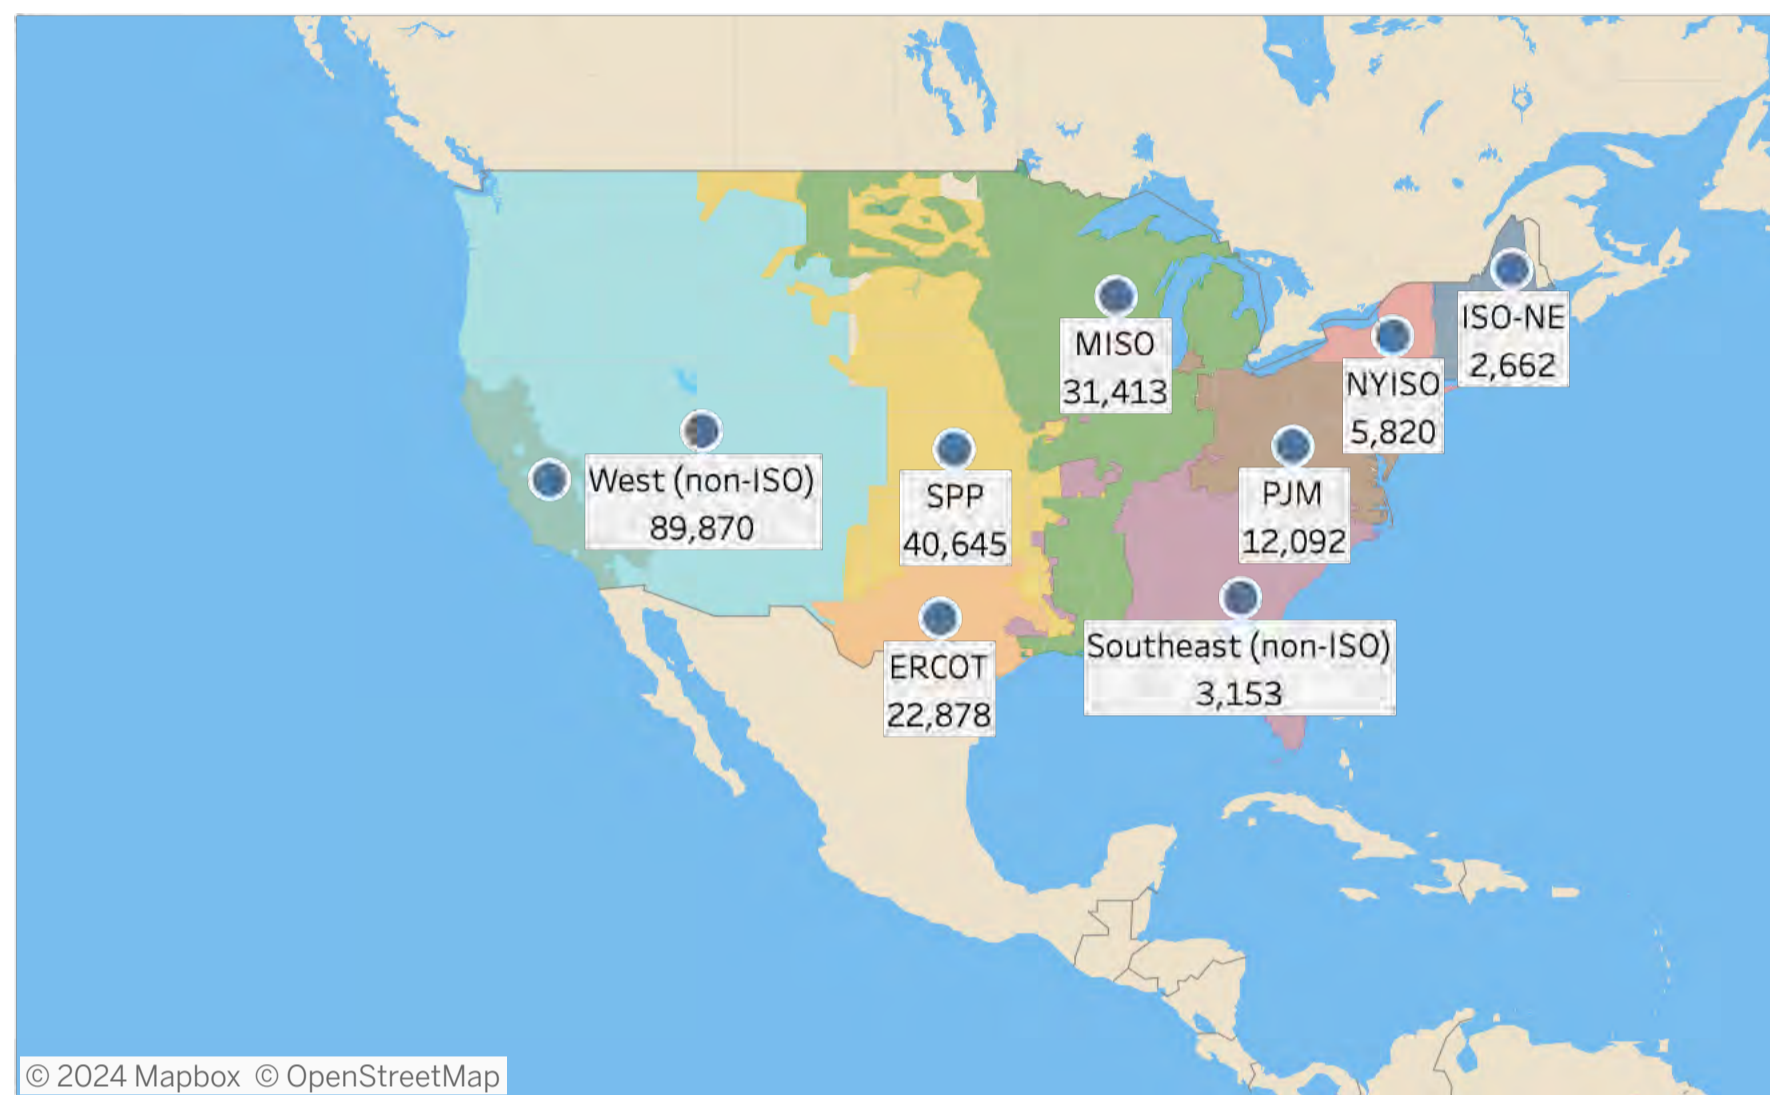 ISO-NE
2,662
MISO
31,413
NYISO
5,820
West (non-ISO)
89,870
SPP
40,645
PJM
12,092
ERCOT
22,878
Southeast (non-ISO)
3,153
© 2024 Mapbox © OpenStreetMap